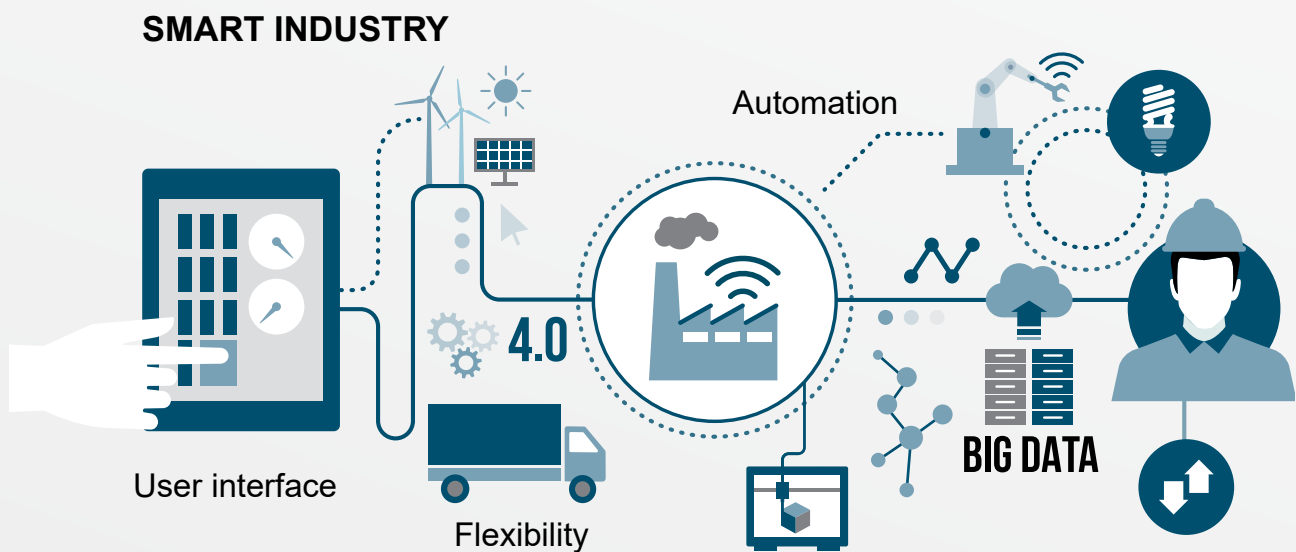 SMART INDUSTRY
Automation
4.0
BIG DATA
User interface
Flexibility